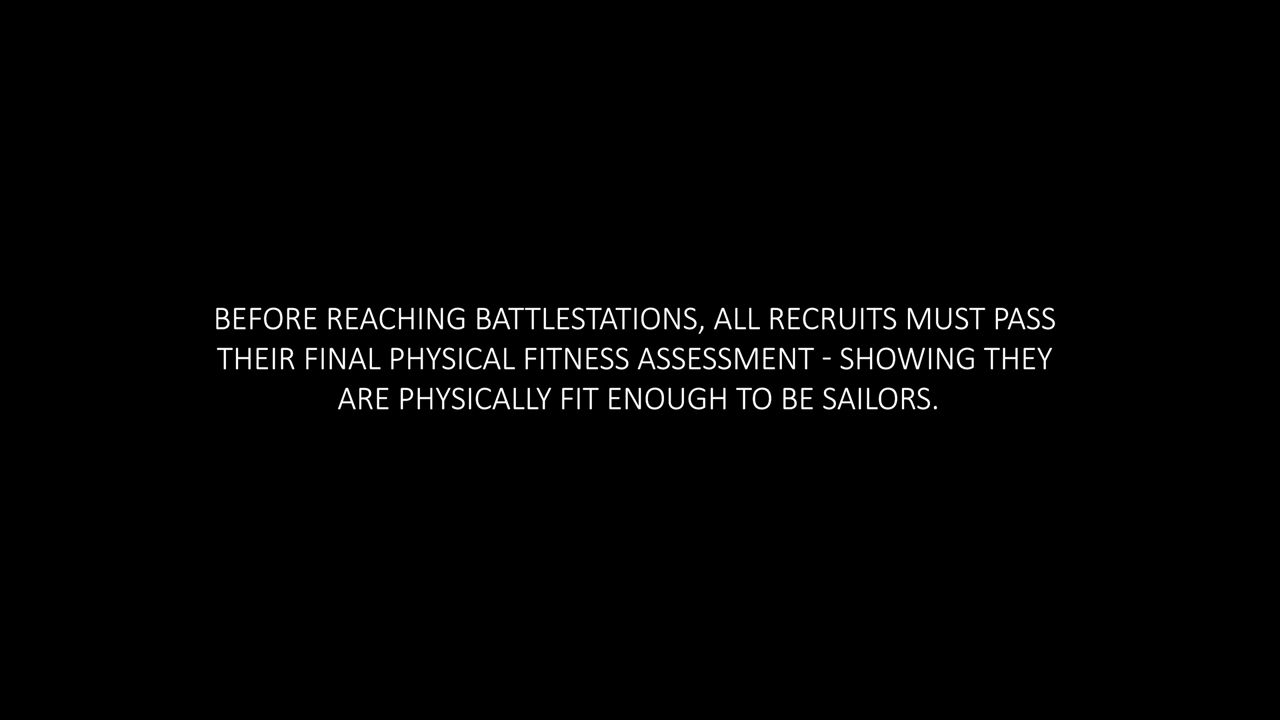 BEFORE REACHING BATTLESTATIONS, ALL RECRUITS MUST PASS
THEIR FINAL PHYSICAL FITNESS ASSESSMENT - SHOWING THEY
ARE PHYSICALLY FIT ENOUGH TO BE SAILORS.